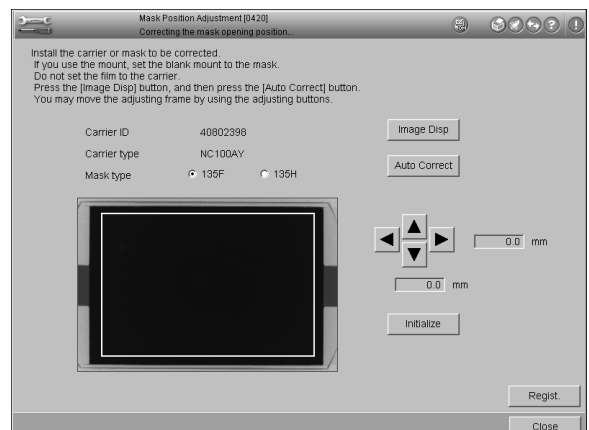 Mask Position Adjustment [0420]
Correcting the mask opening position...
Install the carrier or mask to be corrected.
If you use the mount, set the blank mount to the mask.
Do not set the film to the carrier.
Press the [Image Disp] button, and then press the [Auto Correct] button.
You may move the adjusting frame by using the adjusting buttons.
Carrier ID 40802398 Image Disp
Carrier type NC100AY Auto Correct
Mask type 135F 135H
0.0 mm
0.0 mm
Initialize
Regist.
Close